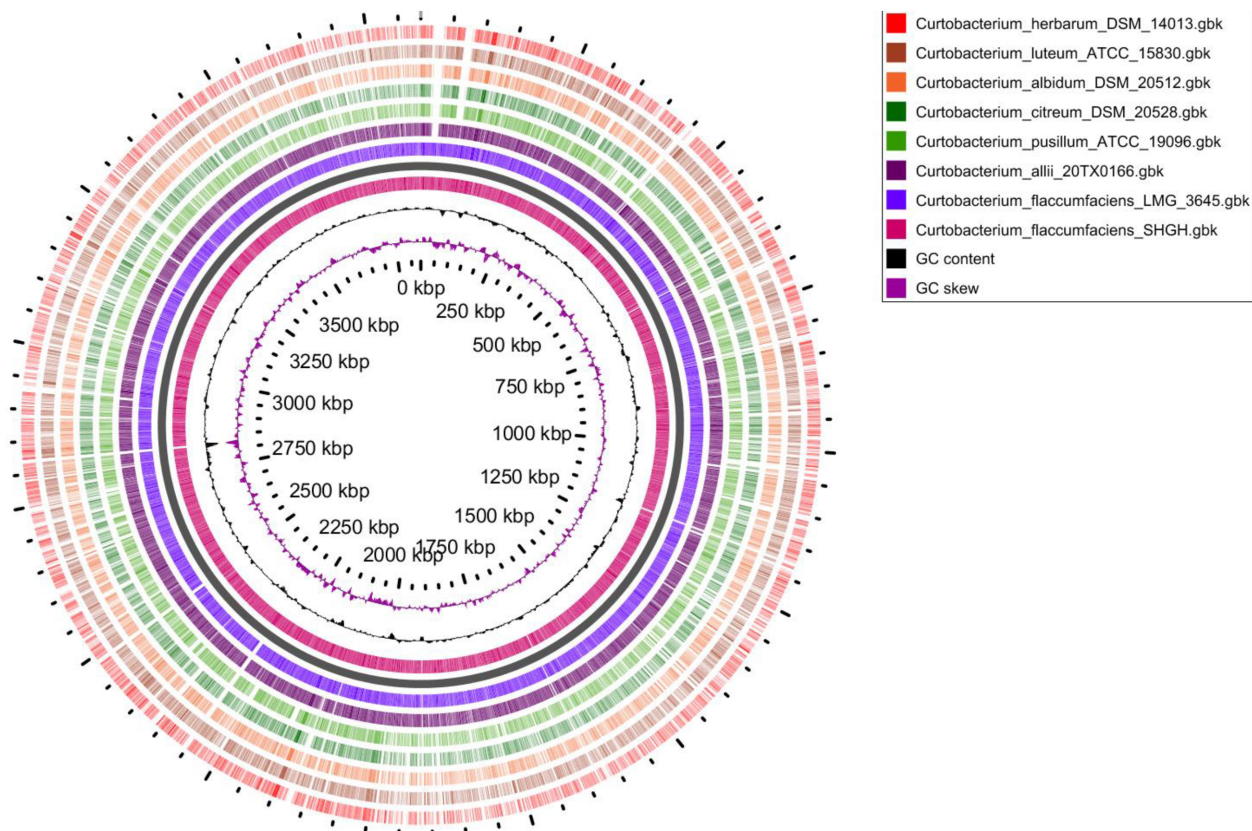 Curtobacterium_herbarum_DSM_14013.gbk
Curtobacterium_luteum_ATCC_15830.gbk
Curtobacterium_albidum_DSM_20512.gbk
Curtobacterium_citreum_DSM_20528.gbk
Curtobacterium_pusillum_ATCC_19096.gbk
Curtobacterium_allii_20TX0166.gbk
Curtobacterium_flaccumfaciens_LMG_3645.gbk
Curtobacterium_flaccumfaciens_SHGH.gbk
GC content
GC skew
0 kbp
250 kbp
500 kbp
750 kbp
1000 kbp
1250 kbp
1500 kbp
1750 kbp
2000 kbp
2250 kbp
2500 kbp
2750 kbp
3000 kbp
3250 kbp
3500 kbp